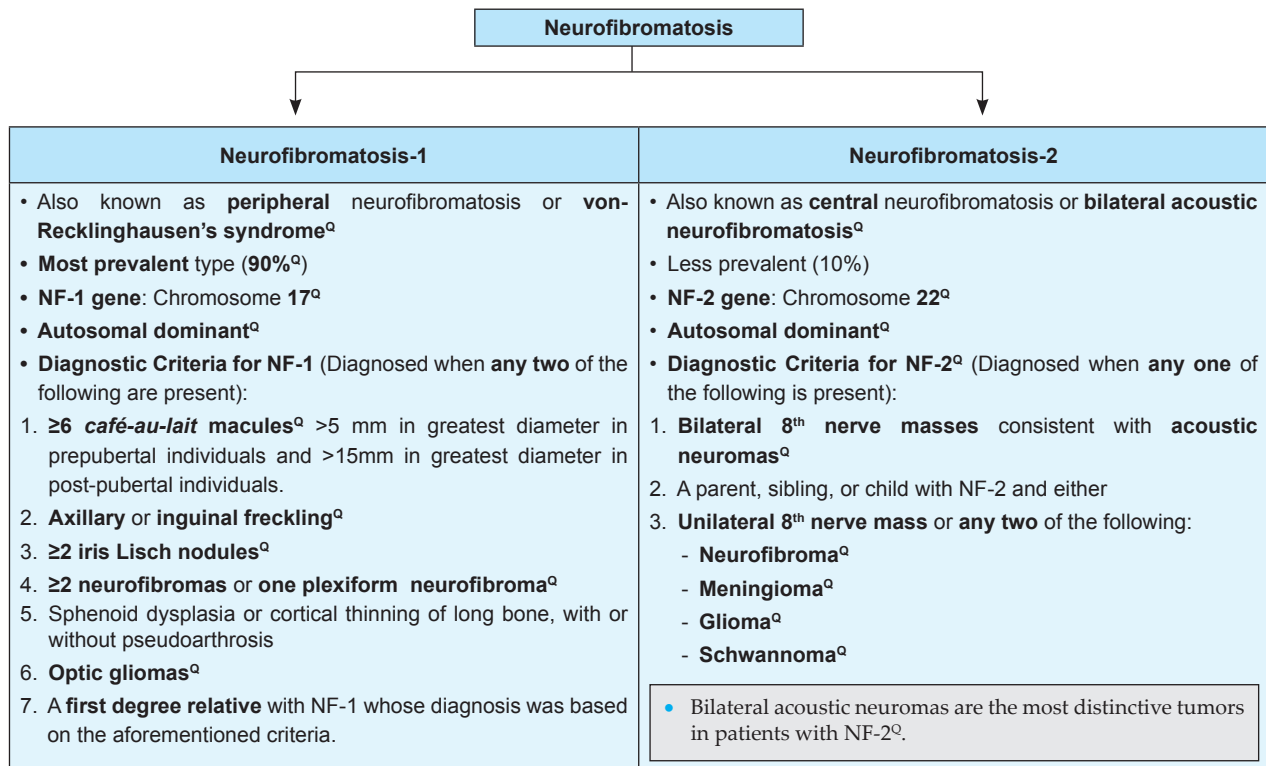 Neurofibromatosis
Neurofibromatosis-1
• Also known as peripheral neurofibromatosis or von-
Recklinghausen's syndromeQ
• Most prevalent type (90%Q)
• NF-1 gene: Chromosome 17Q
• Autosomal dominantQ
• Diagnostic Criteria for NF-1 (Diagnosed when any two of the
following are present):
1. ≥6 café-au-lait maculesQ >5 mm in greatest diameter in
prepubertal individuals and >15mm in greatest diameter in
post-pubertal individuals.
2. Axillary or inguinal frecklingQ
3. ≥2 iris Lisch nodulesQ
4. ≥2 neurofibromas or one plexiform neurofibromaQ
5. Sphenoid dysplasia or cortical thinning of long bone, with or
without pseudoarthrosis
6. Optic gliomasQ
7. A first degree relative with NF-1 whose diagnosis was based
on the aforementioned criteria.
Neurofibromatosis-2
• Also known as central neurofibromatosis or bilateral acoustic
neurofibromatosisQ
• Less prevalent (10%)
• NF-2 gene: Chromosome 22Q
• Autosomal dominantQ
• Diagnostic Criteria for NF-2Q (Diagnosed when any one of
the following is present):
1. Bilateral 8th nerve masses consistent with acoustic
neuromasQ
2. A parent, sibling, or child with NF-2 and either
3. Unilateral 8th nerve mass or any two of the following:
- NeurofibromaQ
- MeningiomaQ
- GliomaQ
- SchwannomaQ
• Bilateral acoustic neuromas are the most distinctive tumors
in patients with NF-2Q.